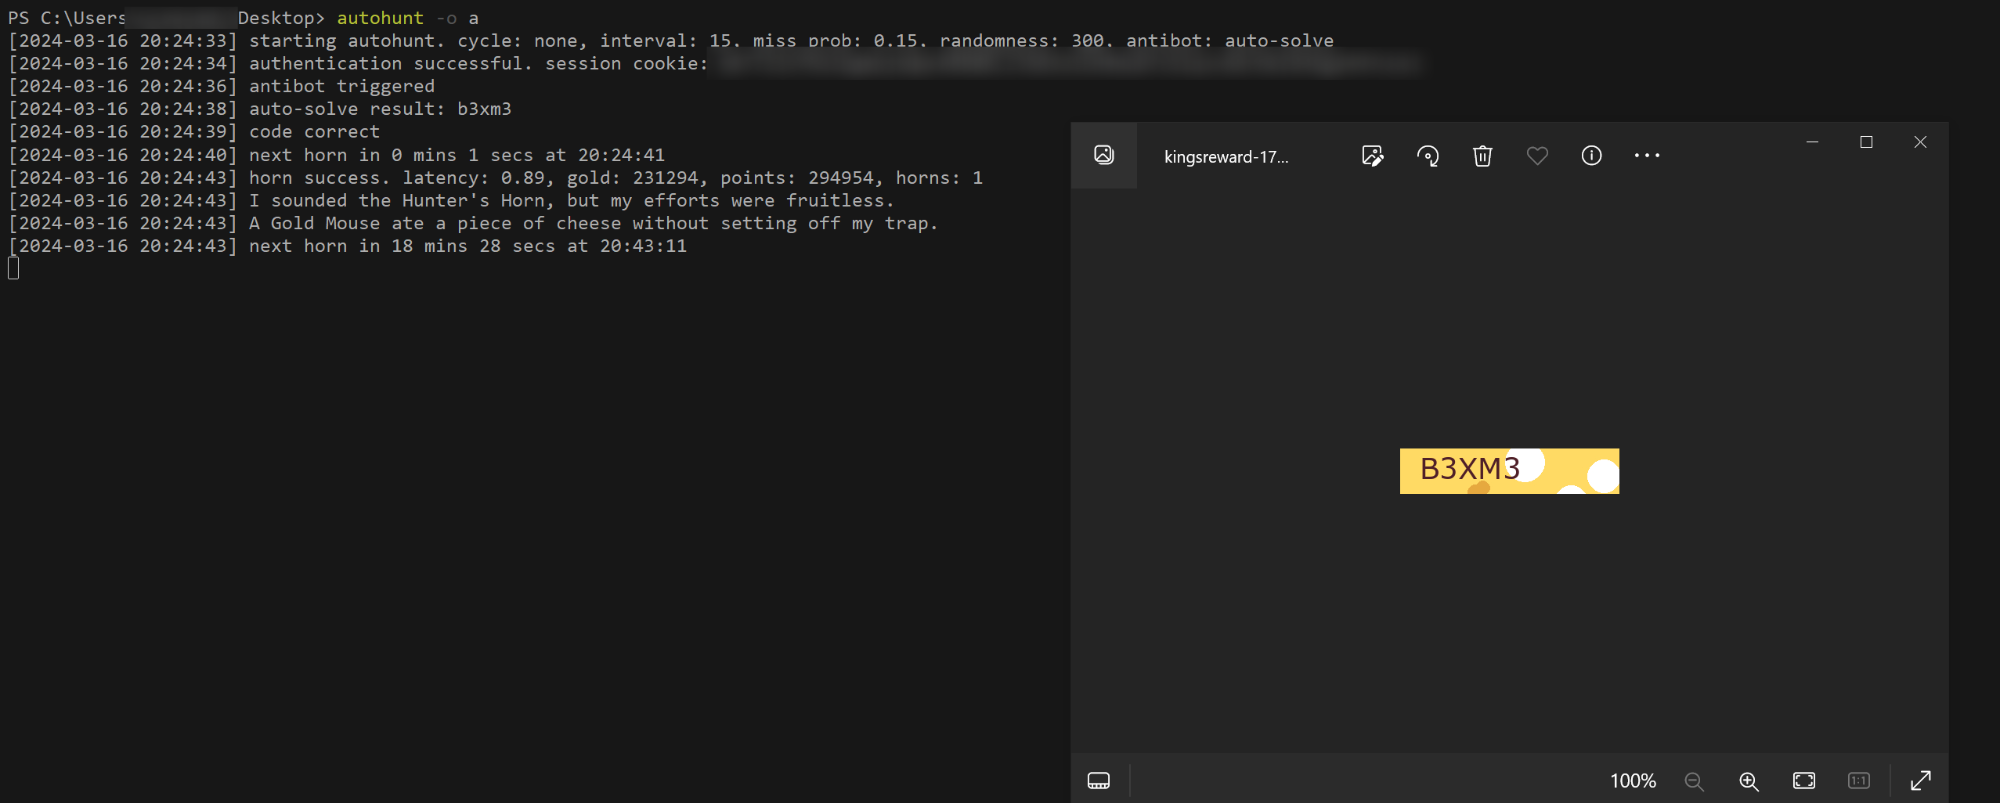 PS C:\Users Desktop> autohunt -o a
[2024-03-16 20:24:33] starting autohunt. cycle: none, interval: 15, miss prob: 0.15, randomness: 300, antibot: auto-solve
[2024-03-16 20:24:34] authentication successful. session cookie:
[2024-03-16 20:24:36] antibot triggered
[2024-03-16 20:24:38] auto-solve result: b3xm3
[2024-03-16 20:24:39] code correct
[2024-03-16 20:24:40] next horn in 0 mins 1 secs at 20:24:41
[2024-03-16 20:24:43] horn success. latency: 0.89, gold: 231294, points: 294954, horns: 1
[2024-03-16 20:24:43] I sounded the Hunter's Horn, but my efforts were fruitless.
[2024-03-16 20:24:43] A Gold Mouse ate a piece of cheese without setting off my trap.
[2024-03-16 20:24:43] next horn in 18 mins 28 secs at 20:43:11
kingsreward-17...
B3XM3
100%
1:1